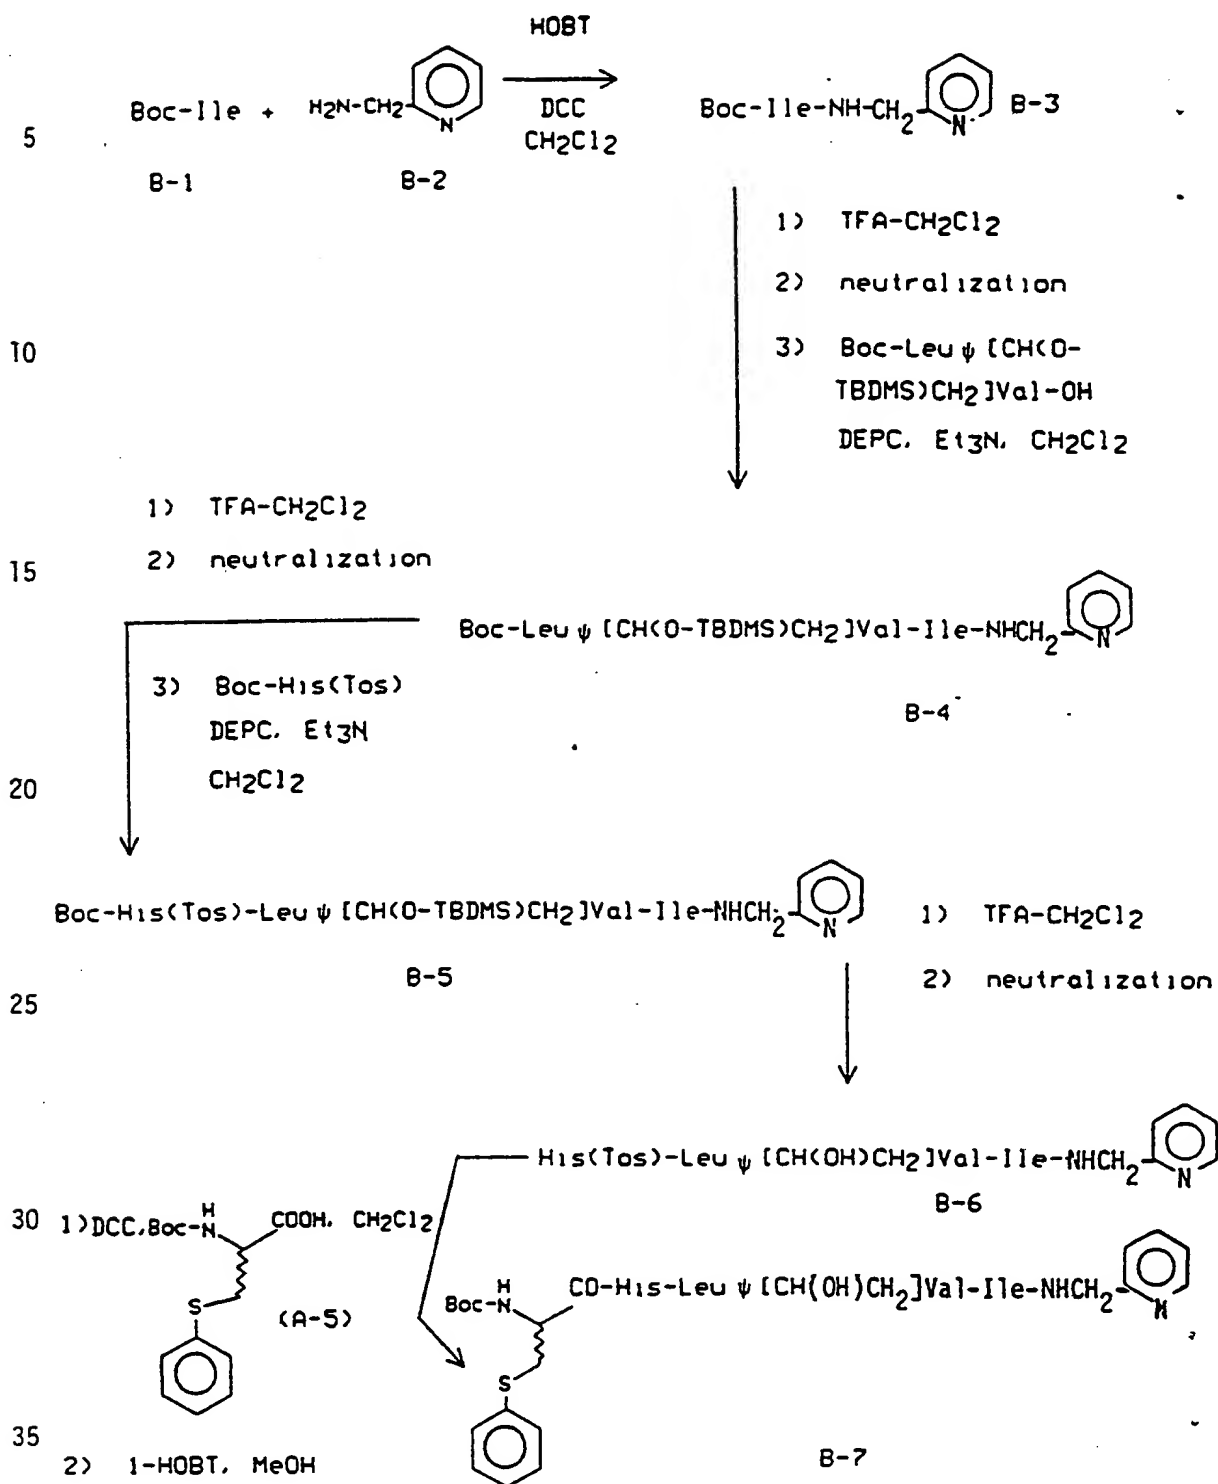 HOBT
Boc-Ile + H2N-CH2 N DCC Boc-Ile-NH-CH2 N B-3
5 CH2Cl2
B-1 B-2
1) TFA-CH2Cl2
2) neutralization
10 3) Boc-Leu ψ [CH(O-
TBDMS)CH2]Val-OH
DEPC. Et3N. CH2Cl2
1) TFA-CH2Cl2
15 2) neutralization
Boc-Leu ψ [CH(O-TBDMS)CH2]Val-Ile-NHCH2 N
3) Boc-His(Tos)
B-4
DEPC. Et3N
20 CH2Cl2
Boc-His(Tos)-Leu ψ [CH(O-TBDMS)CH2]Val-Ile-NHCH2 N 1) TFA-CH2Cl2
B-5 2) neutralization
25
His(Tos)-Leu ψ [CH(OH)CH2]Val-Ile-NHCH2 N
B-6
30 1)DCC.Boc-N H COOH. CH2Cl2
Boc-N H CO-His-Leu ψ [CH(OH)CH2]Val-Ile-NHCH2 N
S (A-5)
S
35
2) 1-HOBT. MeOH B-7